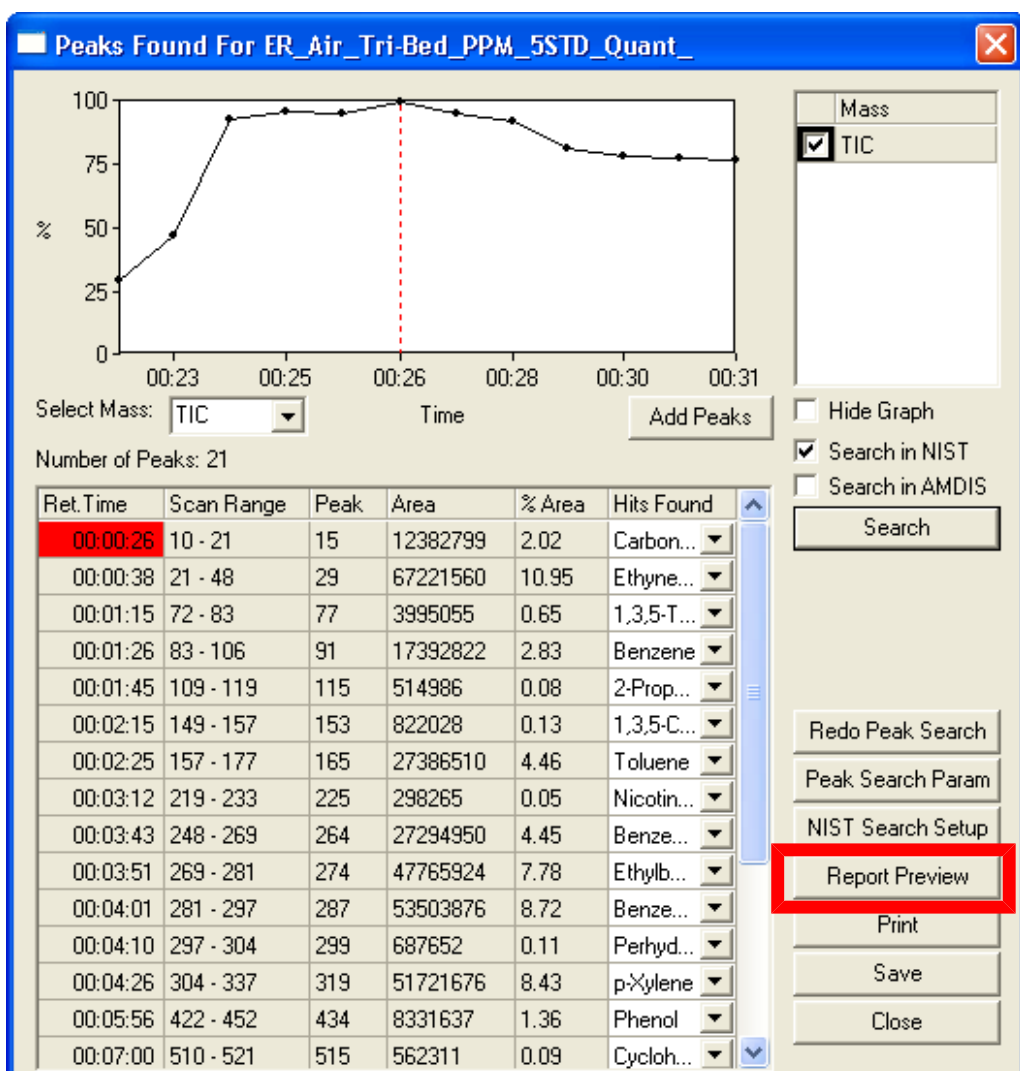 Peaks Found For ER_Air_Tri-Bed_PPM_5STD_Quant_
100
75
%
50
25
0
00:23 00:25 00:26 00:28 00:30 00:31
Mass
TIC
Select Mass: TIC Time Add Peaks
Hide Graph
Search in NIST
Search in AMDIS
Search
Number of Peaks: 21
Ret.Time Scan Range Peak Area % Area Hits Found
00:00:26 10 - 21 15 12382799 2.02 Carbon...
00:00:38 21 - 48 29 67221560 10.95 Ethyne...
00:01:15 72 - 83 77 3995055 0.65 1,3,5-T...
00:01:26 83 - 106 91 17392822 2.83 Benzene
00:01:45 109 - 119 115 514986 0.08 2-Prop...
00:02:15 149 - 157 153 822028 0.13 1,3,5-C...
00:02:25 157 - 177 165 27386510 4.46 Toluene
00:03:12 219 - 233 225 298265 0.05 Nicotin...
00:03:43 248 - 269 264 27294950 4.45 Benze...
00:03:51 269 - 281 274 47765924 7.78 Ethylb...
00:04:01 281 - 297 287 53503876 8.72 Benze...
00:04:10 297 - 304 299 687652 0.11 Perhyd...
00:04:26 304 - 337 319 51721676 8.43 p-Xylene
00:05:56 422 - 452 434 8331637 1.36 Phenol
00:07:00 510 - 521 515 562311 0.09 Cycloh...
Redo Peak Search
Peak Search Param
NIST Search Setup
Report Preview
Print
Save
Close